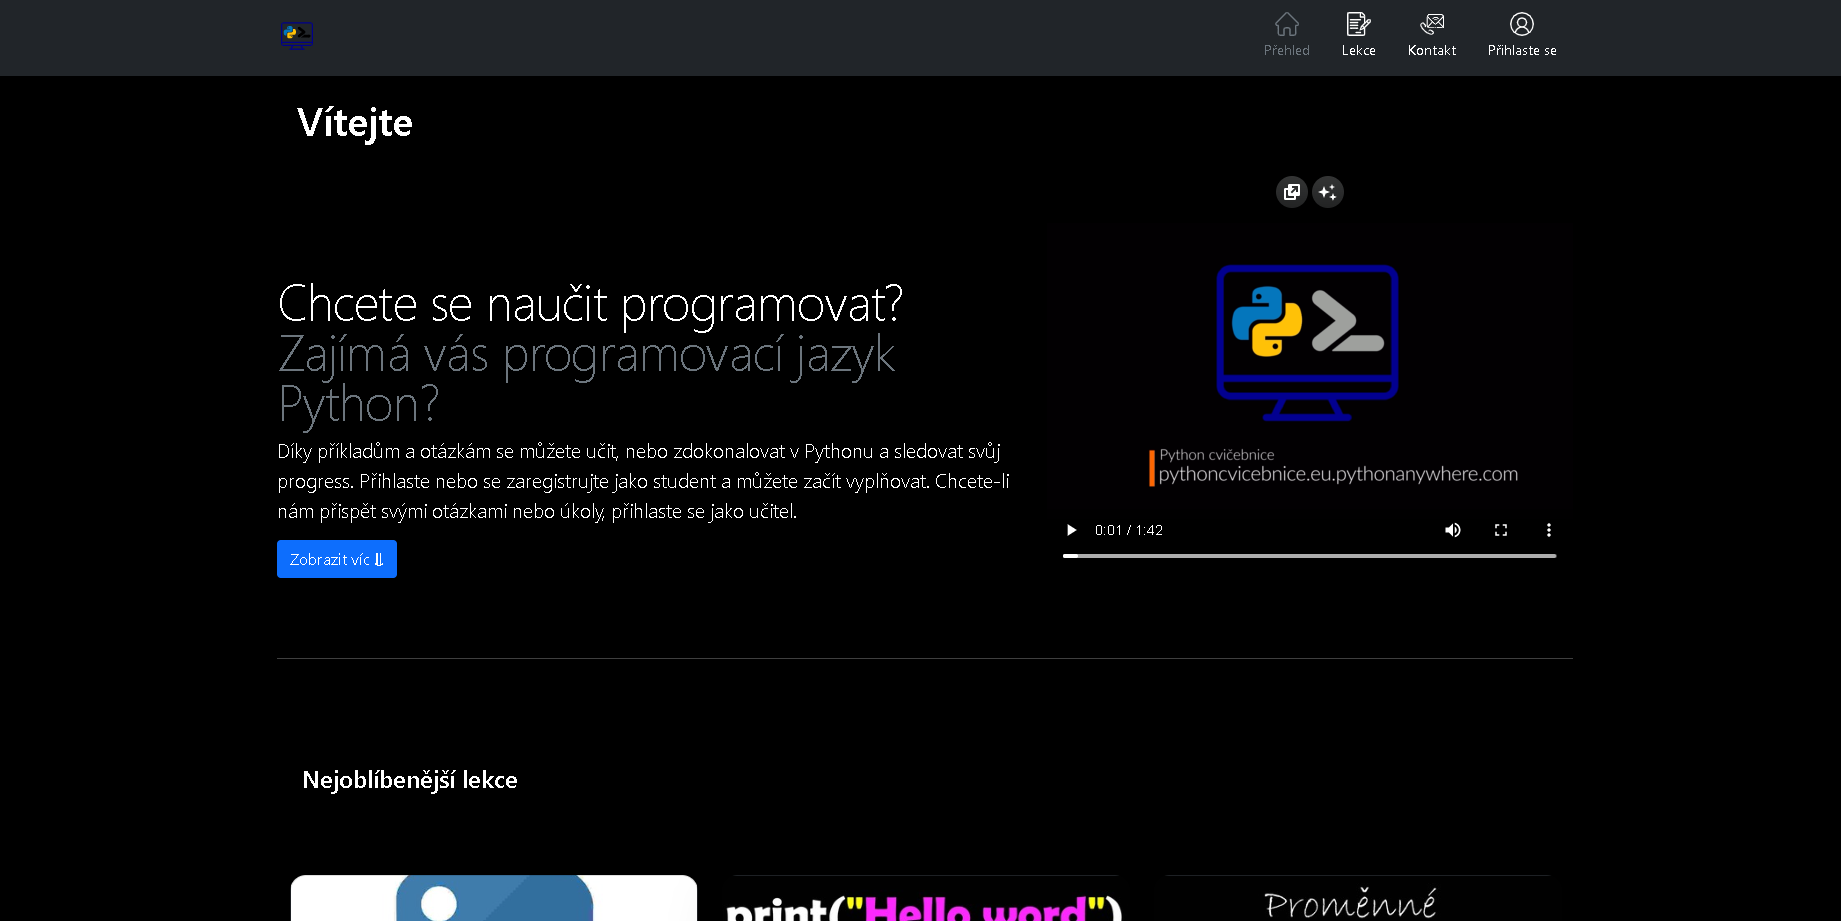 Přehled
Lekce
Kontakt
Přihlaste se
Vítejte
Chcete se naučit programovat?
Zajímá vás programovací jazyk
Python?
Díky příkladům a otázkám se můžete učit, nebo zdokonalovat v Pythonu a sledovat svůj
progress. Přihlaste nebo se zaregistrujte jako student a můžete začít vyplňovat. Chcete-li
nám přispět svými otázkami nebo úkoly, přihlaste se jako učitel.
Zobrazit víc ⇓
Python cvičebnice
pythoncvicebnice.eu.pythonanywhere.com
0:01 / 1:42
Nejoblíbenější lekce
print("Hello word")
Proměnné